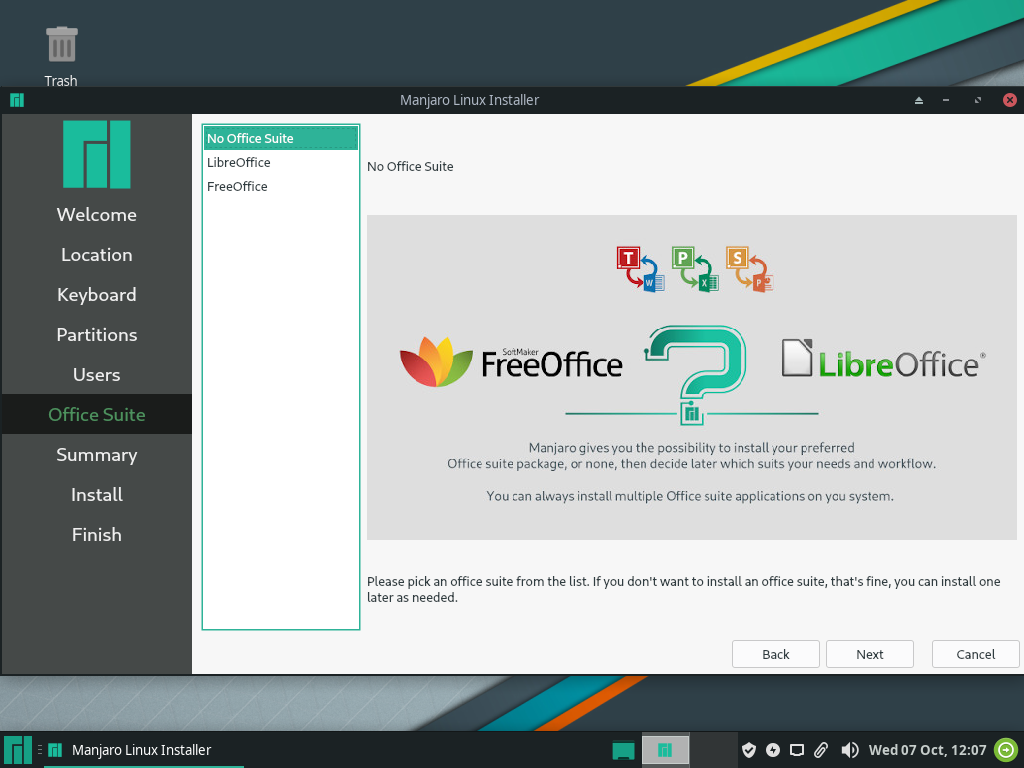 Trash
Manjaro Linux Installer
Welcome
Location
Keyboard
Partitions
Users
Office Suite
Summary
Install
Finish
No Office Suite
LibreOffice
FreeOffice
No Office Suite
T P S
W X P
SoftMaker
FreeOffice
LibreOffice®
Manjaro gives you the possibility to install your preferred
Office suite package, or none, then decide later which suits your needs and workflow.
You can always install multiple Office suite applications on you system.
Please pick an office suite from the list. If you don't want to install an office suite, that's fine, you can install one
later as needed.
Back Next Cancel
Manjaro Linux Installer
Wed 07 Oct, 12:07